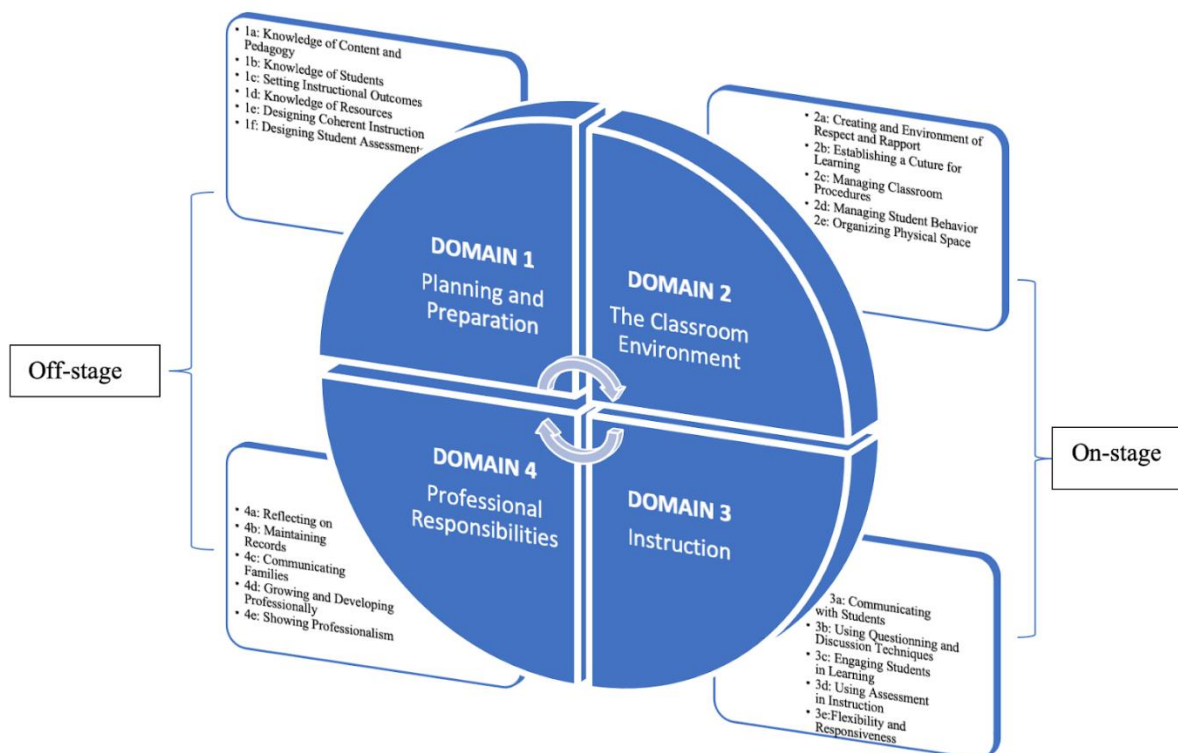 • 1a: Knowledge of Content and
Pedagogy
• 1b: Knowledge of Students
• 1c: Setting Instructional Outcomes
• 1d: Knowledge of Resources
• 1e: Designing Coherent Instruction
• 1f: Designing Student Assessments
• 2a: Creating and Environment of
Respect and Rapport
• 2b: Establishing a Cuture for
Learning
• 2c: Managing Classroom
Procedures
• 2d: Managing Student Behavior
2e: Organizing Physical Space
DOMAIN 1
Planning and
Preparation
DOMAIN 2
The Classroom
Environment
Off-stage
On-stage
DOMAIN 4
Professional
Responsibilities
DOMAIN 3
Instruction
• 4a: Reflecting on
• 4b: Maintaining
Records
• 4c: Communicating
Families
• 4d: Growing and Developing
Professionally
• 4e: Showing Professionalism
3a: Communicating
with Students
• 3b: Using Questionning and
Discussion Techniques
• 3c: Engaging Students
in Learning
• 3d: Using Assessment
in Instruction
• 3e:Flexibility and
Responsiveness